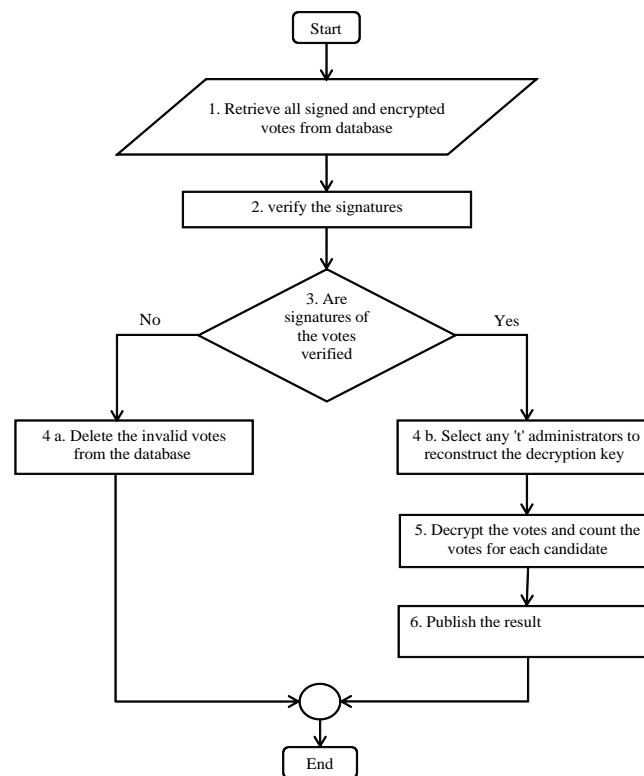 Start
1. Retrieve all signed and encrypted
votes from database
2. verify the signatures
3. Are
signatures of
the votes
verified
No
Yes
4 a. Delete the invalid votes
from the database
4 b. Select any 't' administrators to
reconstruct the decryption key
5. Decrypt the votes and count the
votes for each candidate
6. Publish the result
End